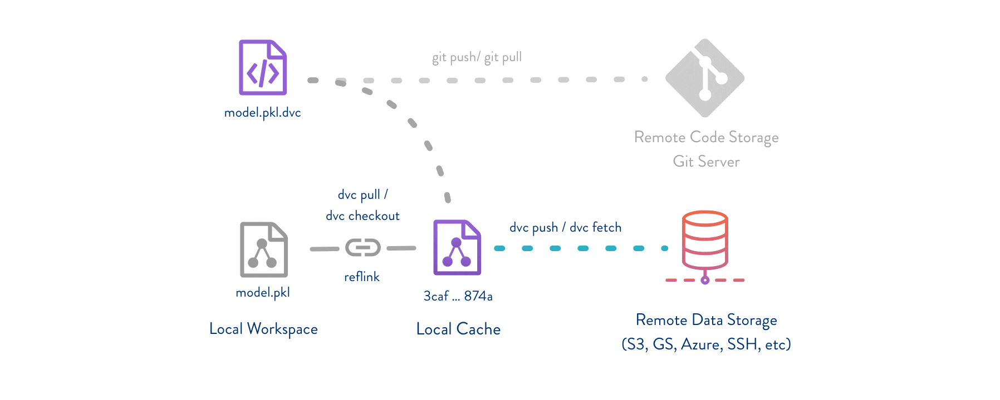 git push/ git pull
model.pkl.dvc
Remote Code Storage
Git Server
dvc pull /
dvc checkout
dvc push / dvc fetch
reflink
model.pkl
3caf ... 874a
Local Workspace
Local Cache
Remote Data Storage
(S3, GS, Azure, SSH, etc)